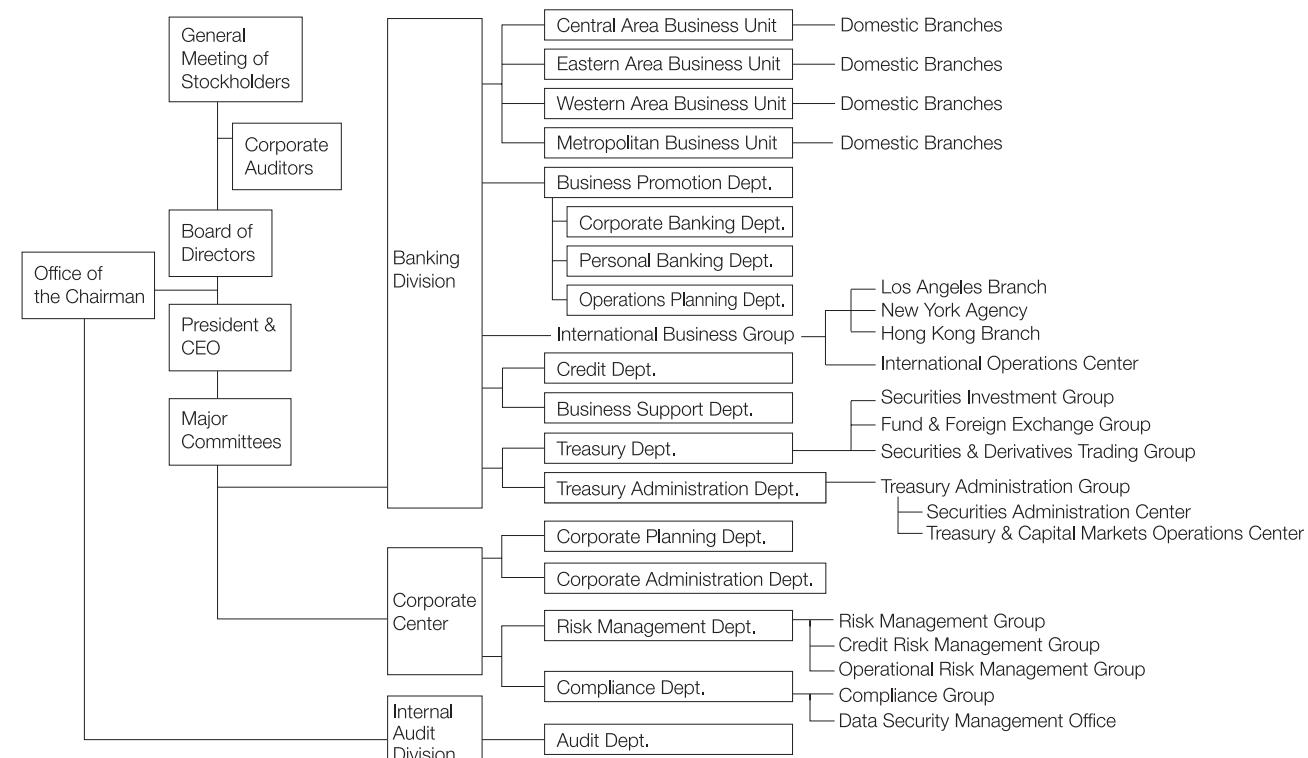 General
Meeting of
Stockholders
Corporate
Auditors
Board of
Directors
Office of
the Chairman
President &
CEO
Major
Committees
Banking
Division
Central Area Business Unit
Domestic Branches
Eastern Area Business Unit
Domestic Branches
Western Area Business Unit
Domestic Branches
Metropolitan Business Unit
Domestic Branches
Business Promotion Dept.
Corporate Banking Dept.
Personal Banking Dept.
Operations Planning Dept.
International Business Group
Los Angeles Branch
New York Agency
Hong Kong Branch
International Operations Center
Credit Dept.
Business Support Dept.
Treasury Dept.
Securities Investment Group
Fund & Foreign Exchange Group
Securities & Derivatives Trading Group
Treasury Administration Dept.
Treasury Administration Group
Securities Administration Center
Treasury & Capital Markets Operations Center
Corporate
Center
Corporate Planning Dept.
Corporate Administration Dept.
Risk Management Dept.
Risk Management Group
Credit Risk Management Group
Operational Risk Management Group
Compliance Dept.
Compliance Group
Data Security Management Office
Internal
Audit
Division
Audit Dept.